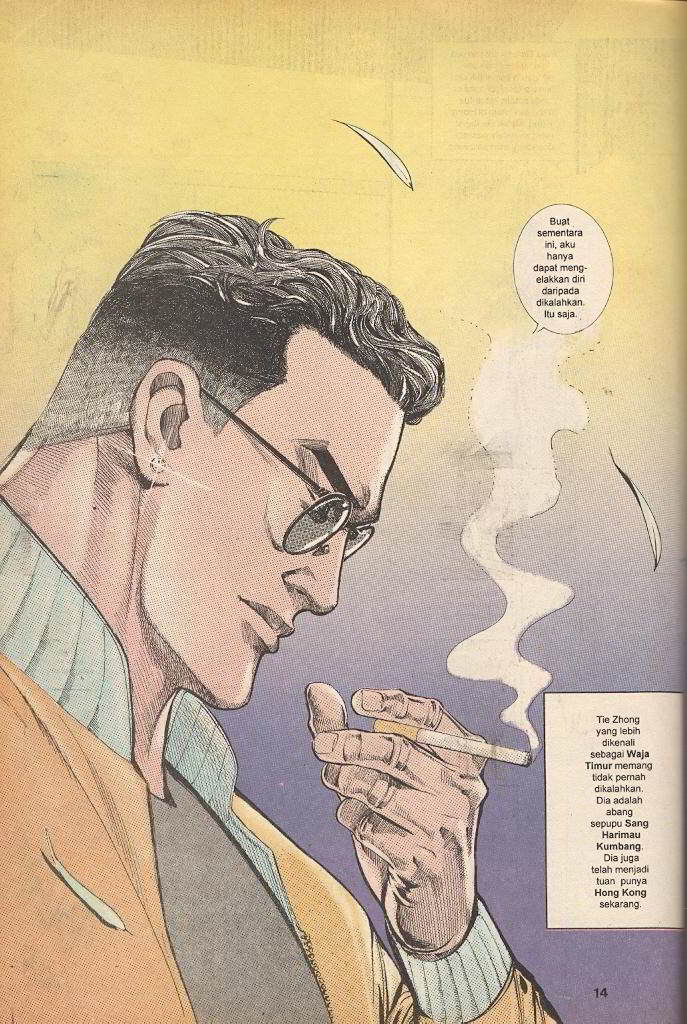 Buat
sementara
ini, aku
hanya
dapat meng-
elakkan diri
daripada
dikalahkan.
Itu saja.
Tie Zhong
yang lebih
dikenali
sebagai Waja
Timur memang
tidak pernah
dikalahkan.
Dia adalah
abang
sepupu Sang
Harimau
Kumbang.
Dia juga
telah menjadi
tuan punya
Hong Kong
sekarang.
14